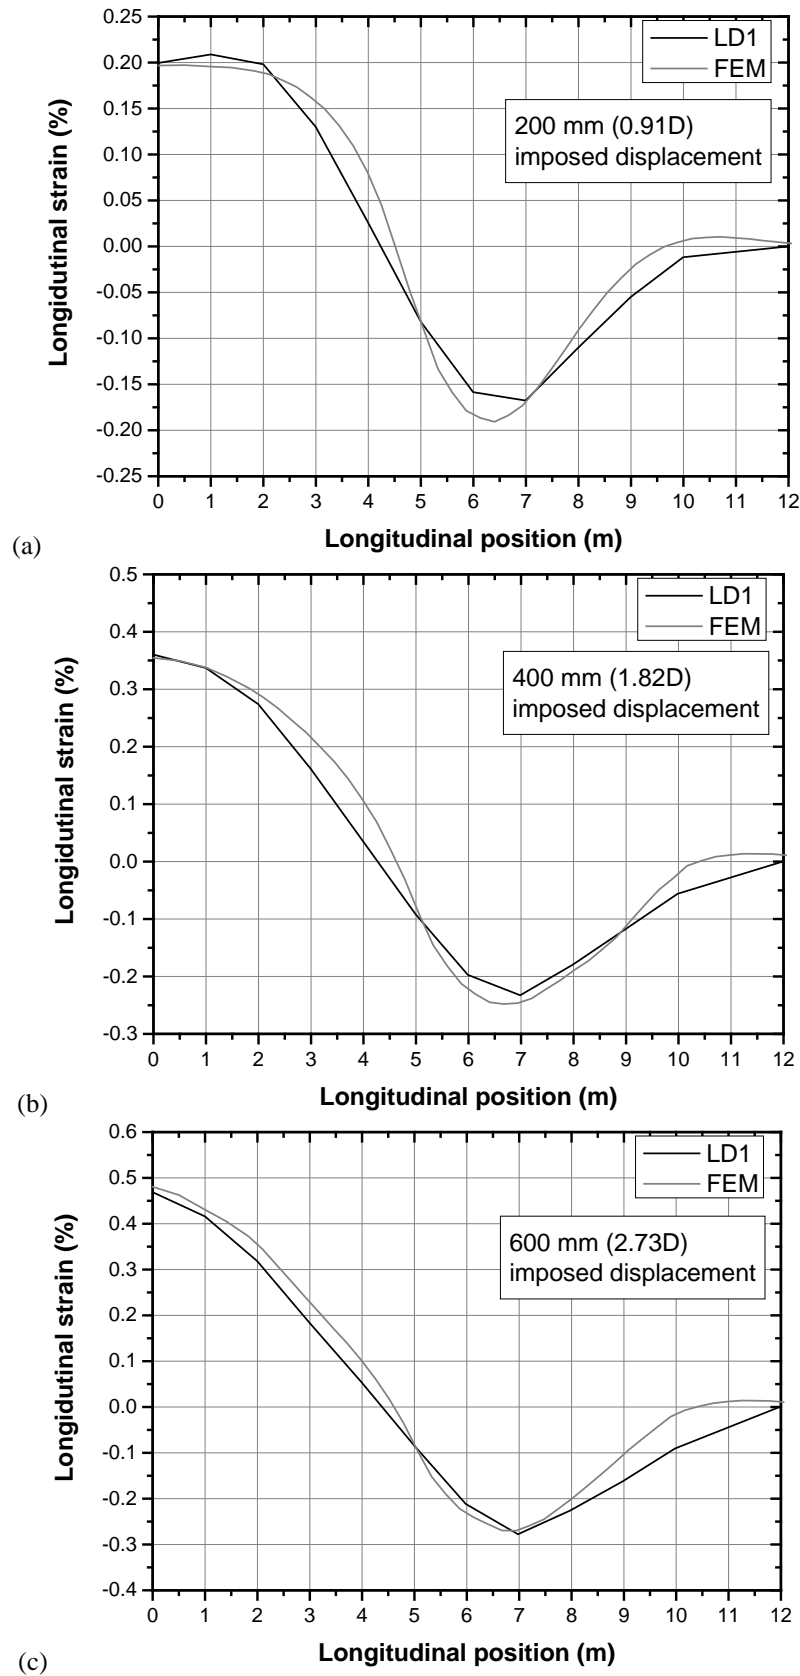 0.25
LD1
FEM
0.20
0.15
200 mm (0.91D)
imposed displacement
0.10
0.05
0.00
-0.05
-0.10
-0.15
-0.20
-0.25
Longidutinal strain (%)
0 1 2 3 4 5 6 7 8 9 10 11 12
Longitudinal position (m)
(a)
0.5
LD1
FEM
0.4
400 mm (1.82D)
imposed displacement
0.3
0.2
0.1
0.0
-0.1
-0.2
-0.3
Longidutinal strain (%)
0 1 2 3 4 5 6 7 8 9 10 11 12
Longitudinal position (m)
(b)
0.6
LD1
FEM
0.5
0.4
600 mm (2.73D)
imposed displacement
0.3
0.2
0.1
0.0
-0.1
-0.2
-0.3
-0.4
Longidutinal strain (%)
0 1 2 3 4 5 6 7 8 9 10 11 12
Longitudinal position (m)
(c)